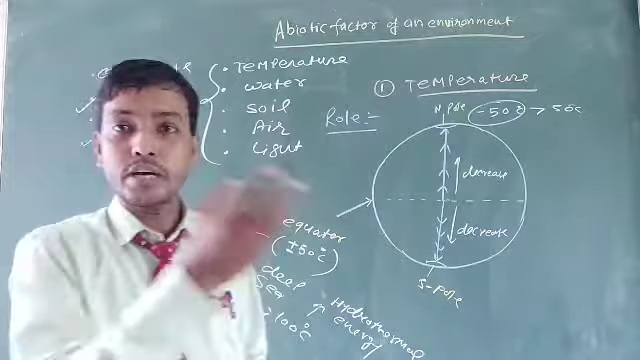 Abiotic factor of an environment
• Temperature
• water
• soil
• Air
• Light
① Temperature
Role:-
N Pole
-50°C → 50°C
decrease
decrease
S-Pole
equator
(±50°C)
deep
sea
100°C
Hydrothermal
energy